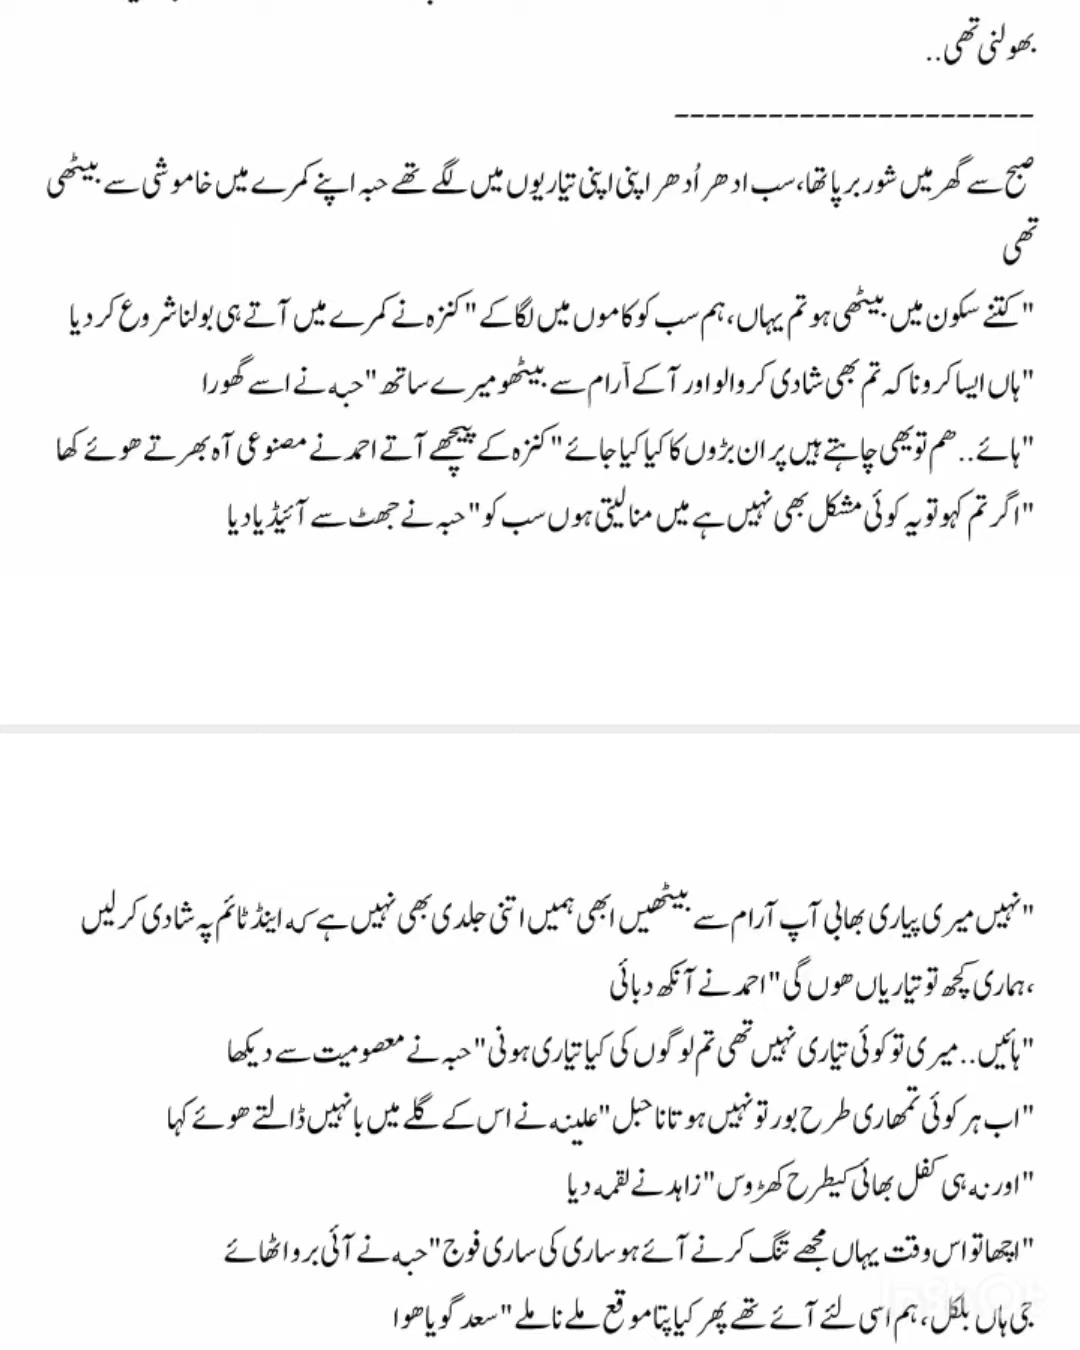 بھولنی تھی..
-----------------------
صبح سے گھر میں شور برپا تھا،سب ادھر اُدھر اپنی اپنی تیاریوں میں لگے تھے حبہ اپنے کمرے میں خاموشی سے بیٹھی
تھی
"کتنے سکون میں بیٹھی ہو تم یہاں،ہم سب کو کاموں میں لگا کے "کنزہ نے کمرے میں آتے ہی بولنا شروع کر دیا
"ہاں ایسا کرو نا کہ تم بھی شادی کر والو اور آ کے آرام سے بیٹھو میرے ساتھ "حبہ نے اسے گھورا
"ہائے..ھم تو یھی چاہتے ہیں پر ان بڑوں کا کیا کیا جائے "کنزہ کے پیچھے آتے احمد نے مصنوعی آہ بھرتے ھوئے کھا
"اگر تم کہو تو یہ کوئی مشکل بھی نہیں ہے میں منا لیتی ہوں سب کو "حبہ نے جھٹ سے آئیڈیا دیا
"نہیں میری پیاری بھابی آپ آرام سے بیٹھیں ابھی ہمیں اتنی جلدی بھی نہیں ہے کہ اینڈ ٹائم پہ شادی کر لیں
،ہماری کچھ تو تیاریاں ھوں گی "احمد نے آنکھ دبائی
"ہائیں..میری تو کوئی تیاری نہیں تھی تم لوگوں کی کیا تیاری ہونی "حبہ نے معصومیت سے دیکھا
"اب ہر کوئی تمھاری طرح بور تو نہیں ہوتا نا حبل "علینہ نے اس کے گلے میں بانہیں ڈالتے ھوئے کہا
"اور نہ ہی کفل بھائی کیطرح کھڑوس "زاہد نے لقمہ دیا
"اچھا تو اس وقت یہاں مجھے تنگ کرنے آئے ہو ساری کی ساری فوج "حبہ نے آئی برو اٹھائے
جی ہاں بلکل،ہم اسی لئے آئے تھے پھر کیا پتا موقع ملے نا ملے "سعد گویا ھوا